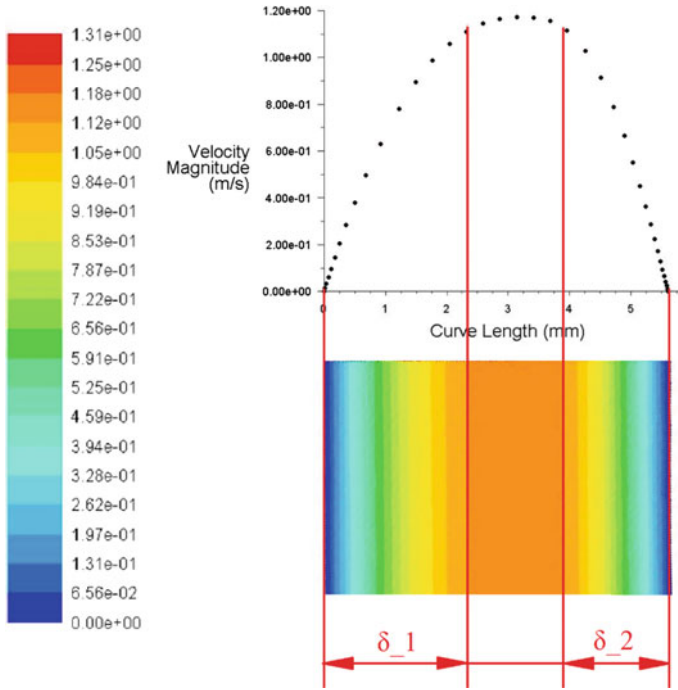 1.31e+00
1.25e+00
1.18e+00
1.12e+00
1.05e+00
9.84e-01
9.19e-01
8.53e-01
7.87e-01
7.22e-01
6.56e-01
5.91e-01
5.25e-01
4.59e-01
3.94e-01
3.28e-01
2.62e-01
1.97e-01
1.31e-01
6.56e-02
0.00e+00
1.20e+00
1.00e+00
8.00e-01
6.00e-01
4.00e-01
2.00e-01
0.00e+00
Velocity
Magnitude
(m/s)
0 1 2 3 4 5
Curve Length (mm)
δ_1 δ_2